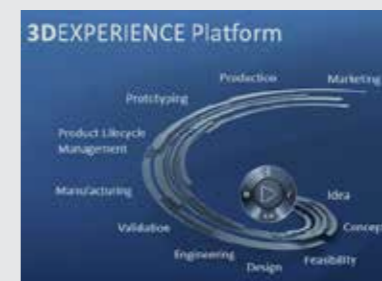 3DEXPERIENCE Platform
Production
Marketing
Prototyping
Product Lifecycle
Management
Manufacturing
Idea
Validation
Concept
Engineering
Feasibility
Design